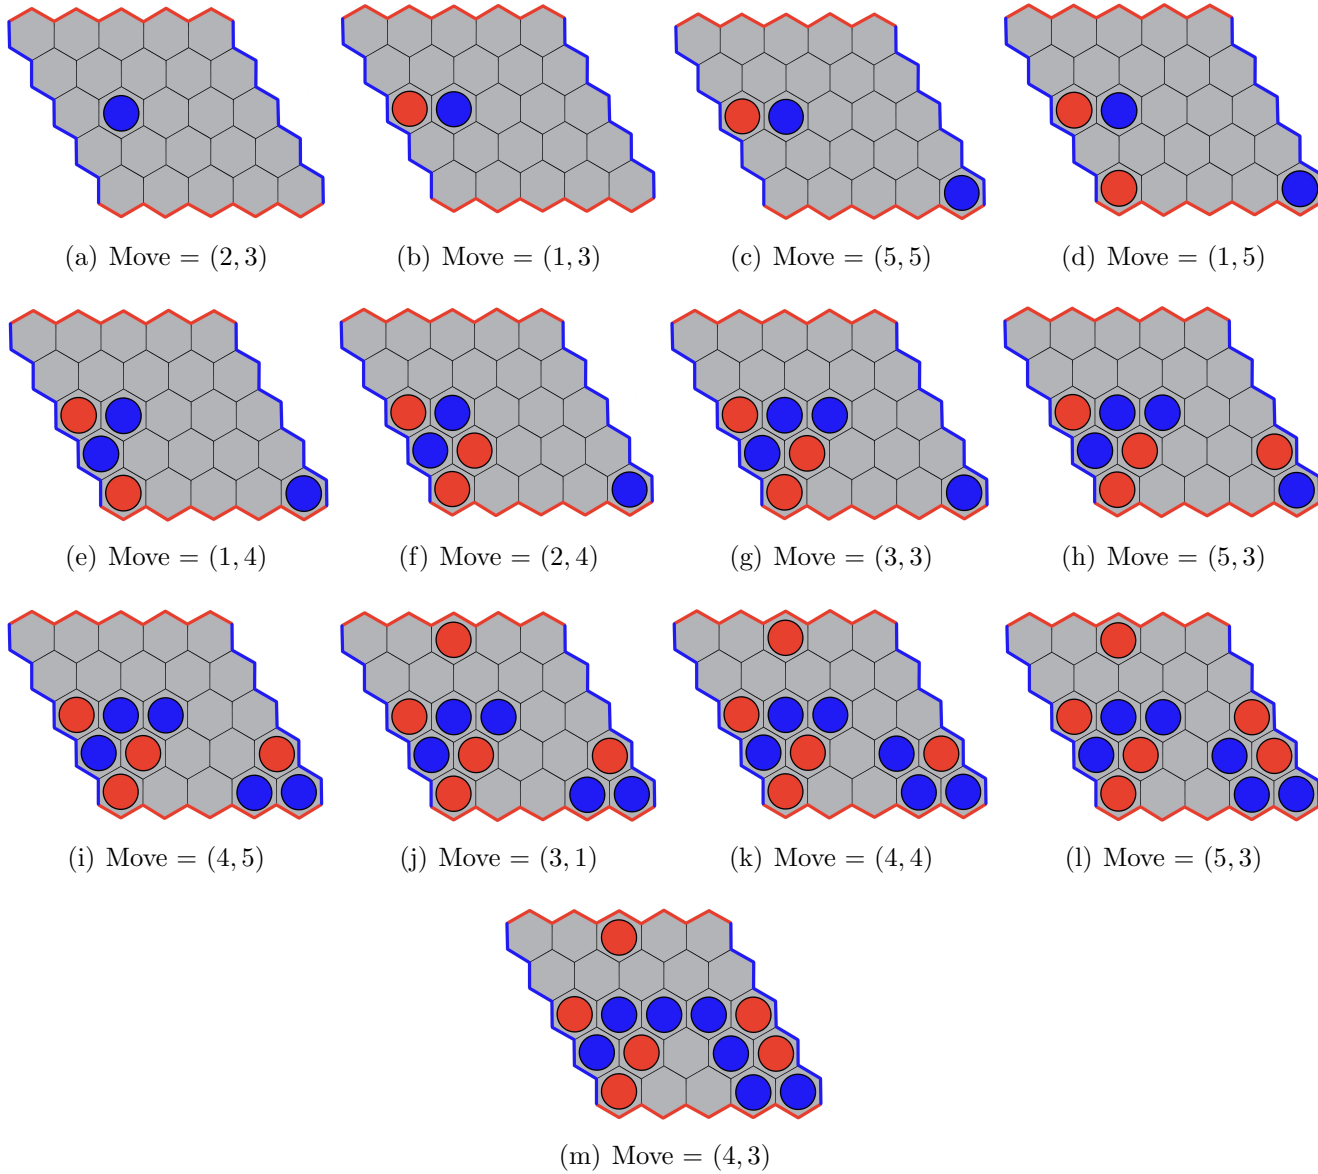 (a) Move = (2, 3)
(b) Move = (1, 3)
(c) Move = (5, 5)
(d) Move = (1, 5)
(e) Move = (1, 4)
(f) Move = (2, 4)
(g) Move = (3, 3)
(h) Move = (5, 3)
(i) Move = (4, 5)
(j) Move = (3, 1)
(k) Move = (4, 4)
(l) Move = (5, 3)
(m) Move = (4, 3)